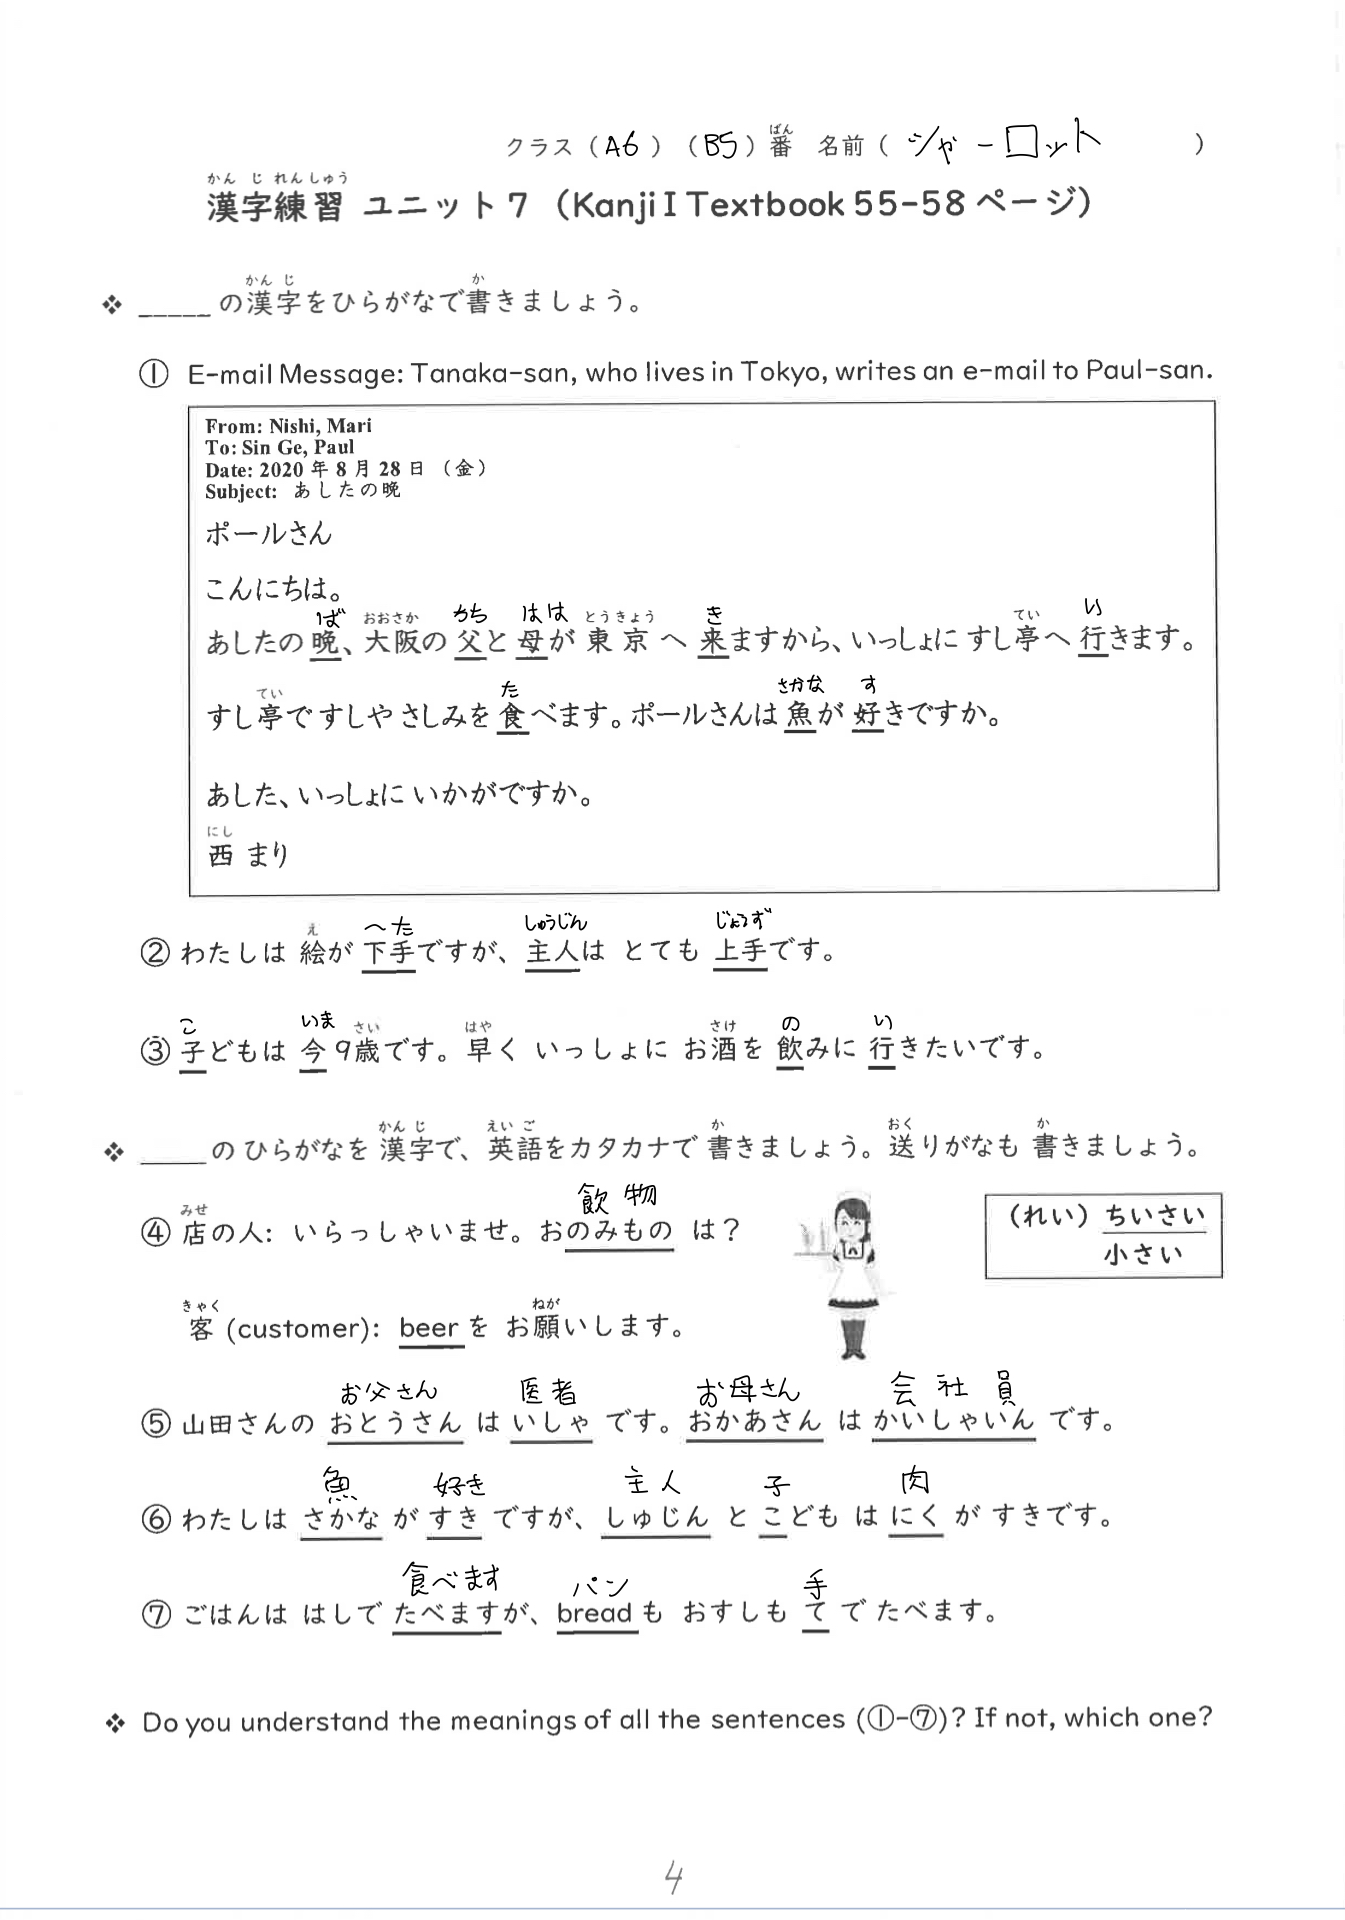 クラス（A6）（B5）番 名前（シャーロット）
ばん
かん じ れんしゅう
漢字練習 ユニット7（Kanji I Textbook 55-58 ページ）
かん じ か
❖ _____ の漢字をひらがなで書きましょう。
① E-mail Message: Tanaka-san, who lives in Tokyo, writes an e-mail to Paul-san.
From: Nishi, Mari
To: Sin Ge, Paul
Date: 2020 年 8 月 28 日 （金）
Subject: あしたの晩
ポールさん
こんにちは。
ば おおさか ちち はは とうきょう き てい い
あしたの 晩、大阪の 父と 母が 東京 へ 来ますから、いっしょに すし亭へ 行きます。
てい た さかな す
すし亭で すしや さしみを 食べます。ポールさんは 魚が 好きですか。
あした、いっしょに いかがですか。
にし
西 まり
え へた しゅうじん じょうず
② わたしは 絵が 下手ですが、主人は とても 上手です。
こ いま さい はや さけ の い
③ 子どもは 今 9歳です。早く いっしょに お酒を 飲みに 行きたいです。
かん じ えい ご か おく か
❖ ____ の ひらがなを 漢字で、英語をカタカナで 書きましょう。送りがなも 書きましょう。
みせ 飲物
④ 店の人: いらっしゃいませ。おのみもの は？
（れい）ちいさい
小さい
きゃく ねが
客 (customer): beer を お願いします。
お父さん 医者 お母さん 会社員
⑤ 山田さんの おとうさん は いしゃ です。おかあさん は かいしゃいん です。
魚 好き 主人 子 肉
⑥ わたしは さかな が すき ですが、しゅじん と こども は にく が すきです。
食べます パン 手
⑦ ごはんは はしで たべますが、bread も おすしも て で たべます。
❖ Do you understand the meanings of all the sentences (①-⑦)? If not, which one?
4